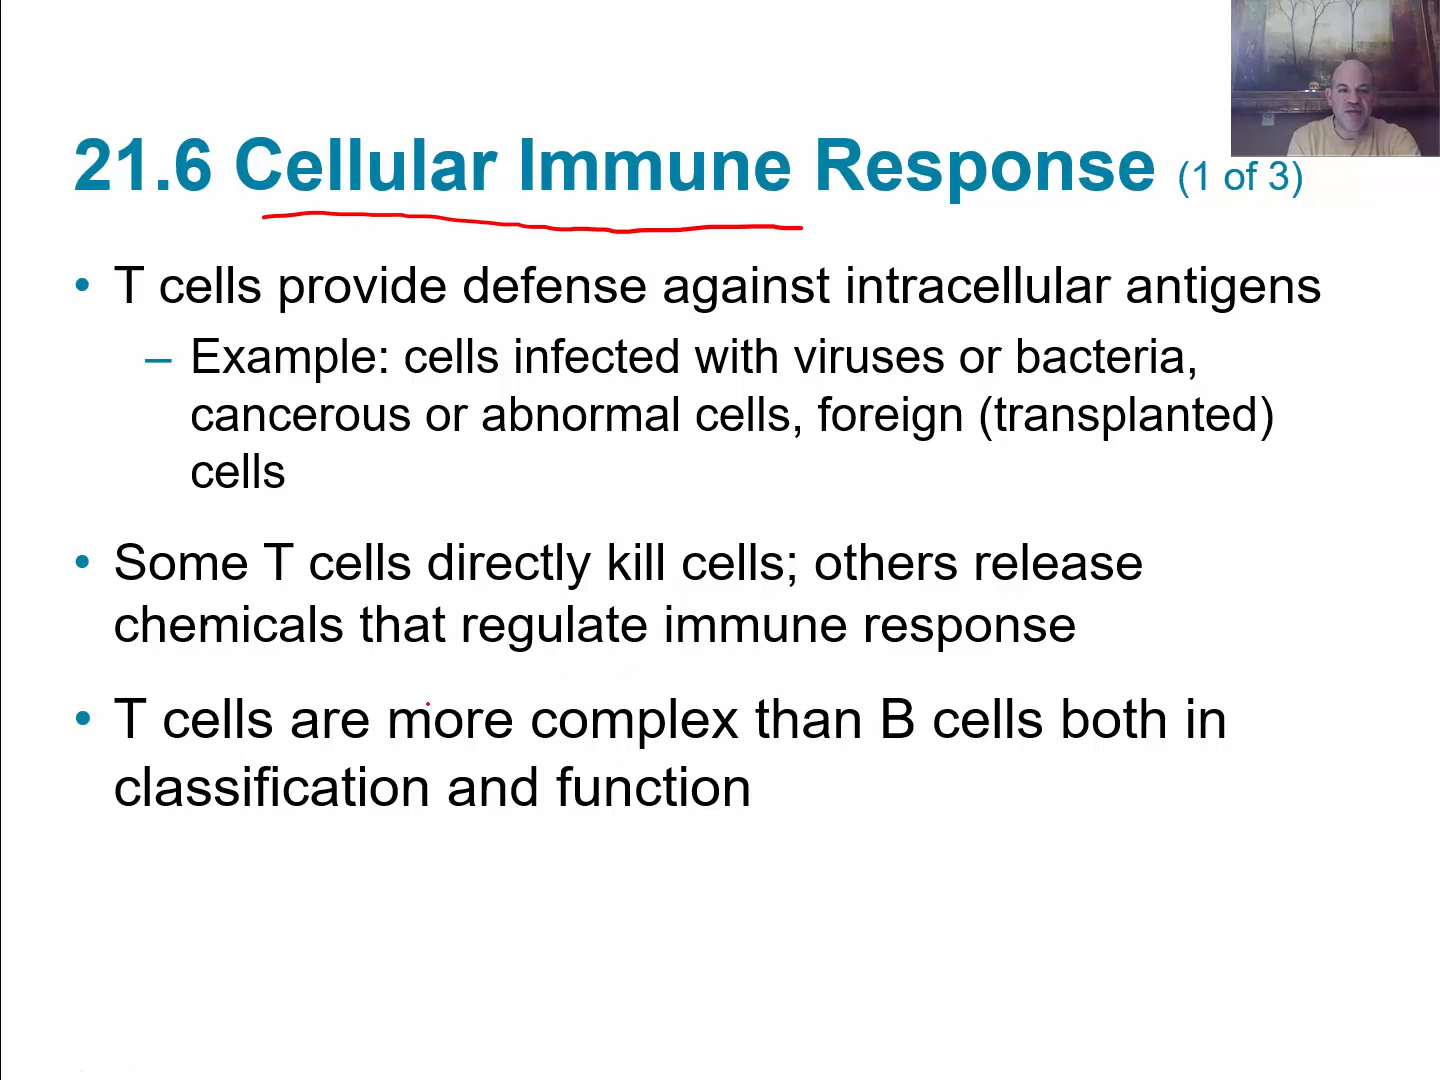 21.6 Cellular Immune Response (1 of 3)
• T cells provide defense against intracellular antigens
– Example: cells infected with viruses or bacteria,
cancerous or abnormal cells, foreign (transplanted)
cells
• Some T cells directly kill cells; others release
chemicals that regulate immune response
• T cells are more complex than B cells both in
classification and function